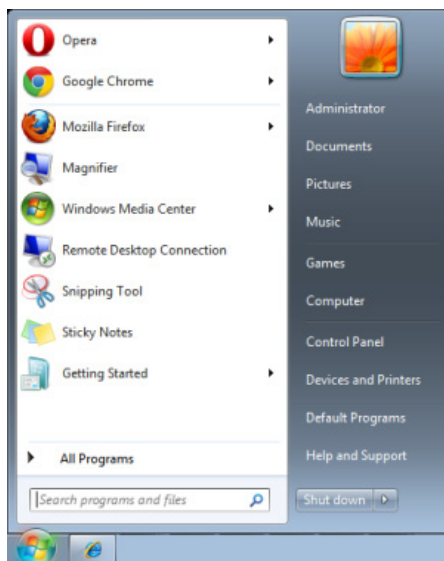 Opera
Google Chrome
Mozilla Firefox
Magnifier
Windows Media Center
Remote Desktop Connection
Snipping Tool
Sticky Notes
Getting Started
All Programs
Search programs and files
Administrator
Documents
Pictures
Music
Games
Computer
Control Panel
Devices and Printers
Default Programs
Help and Support
Shut down